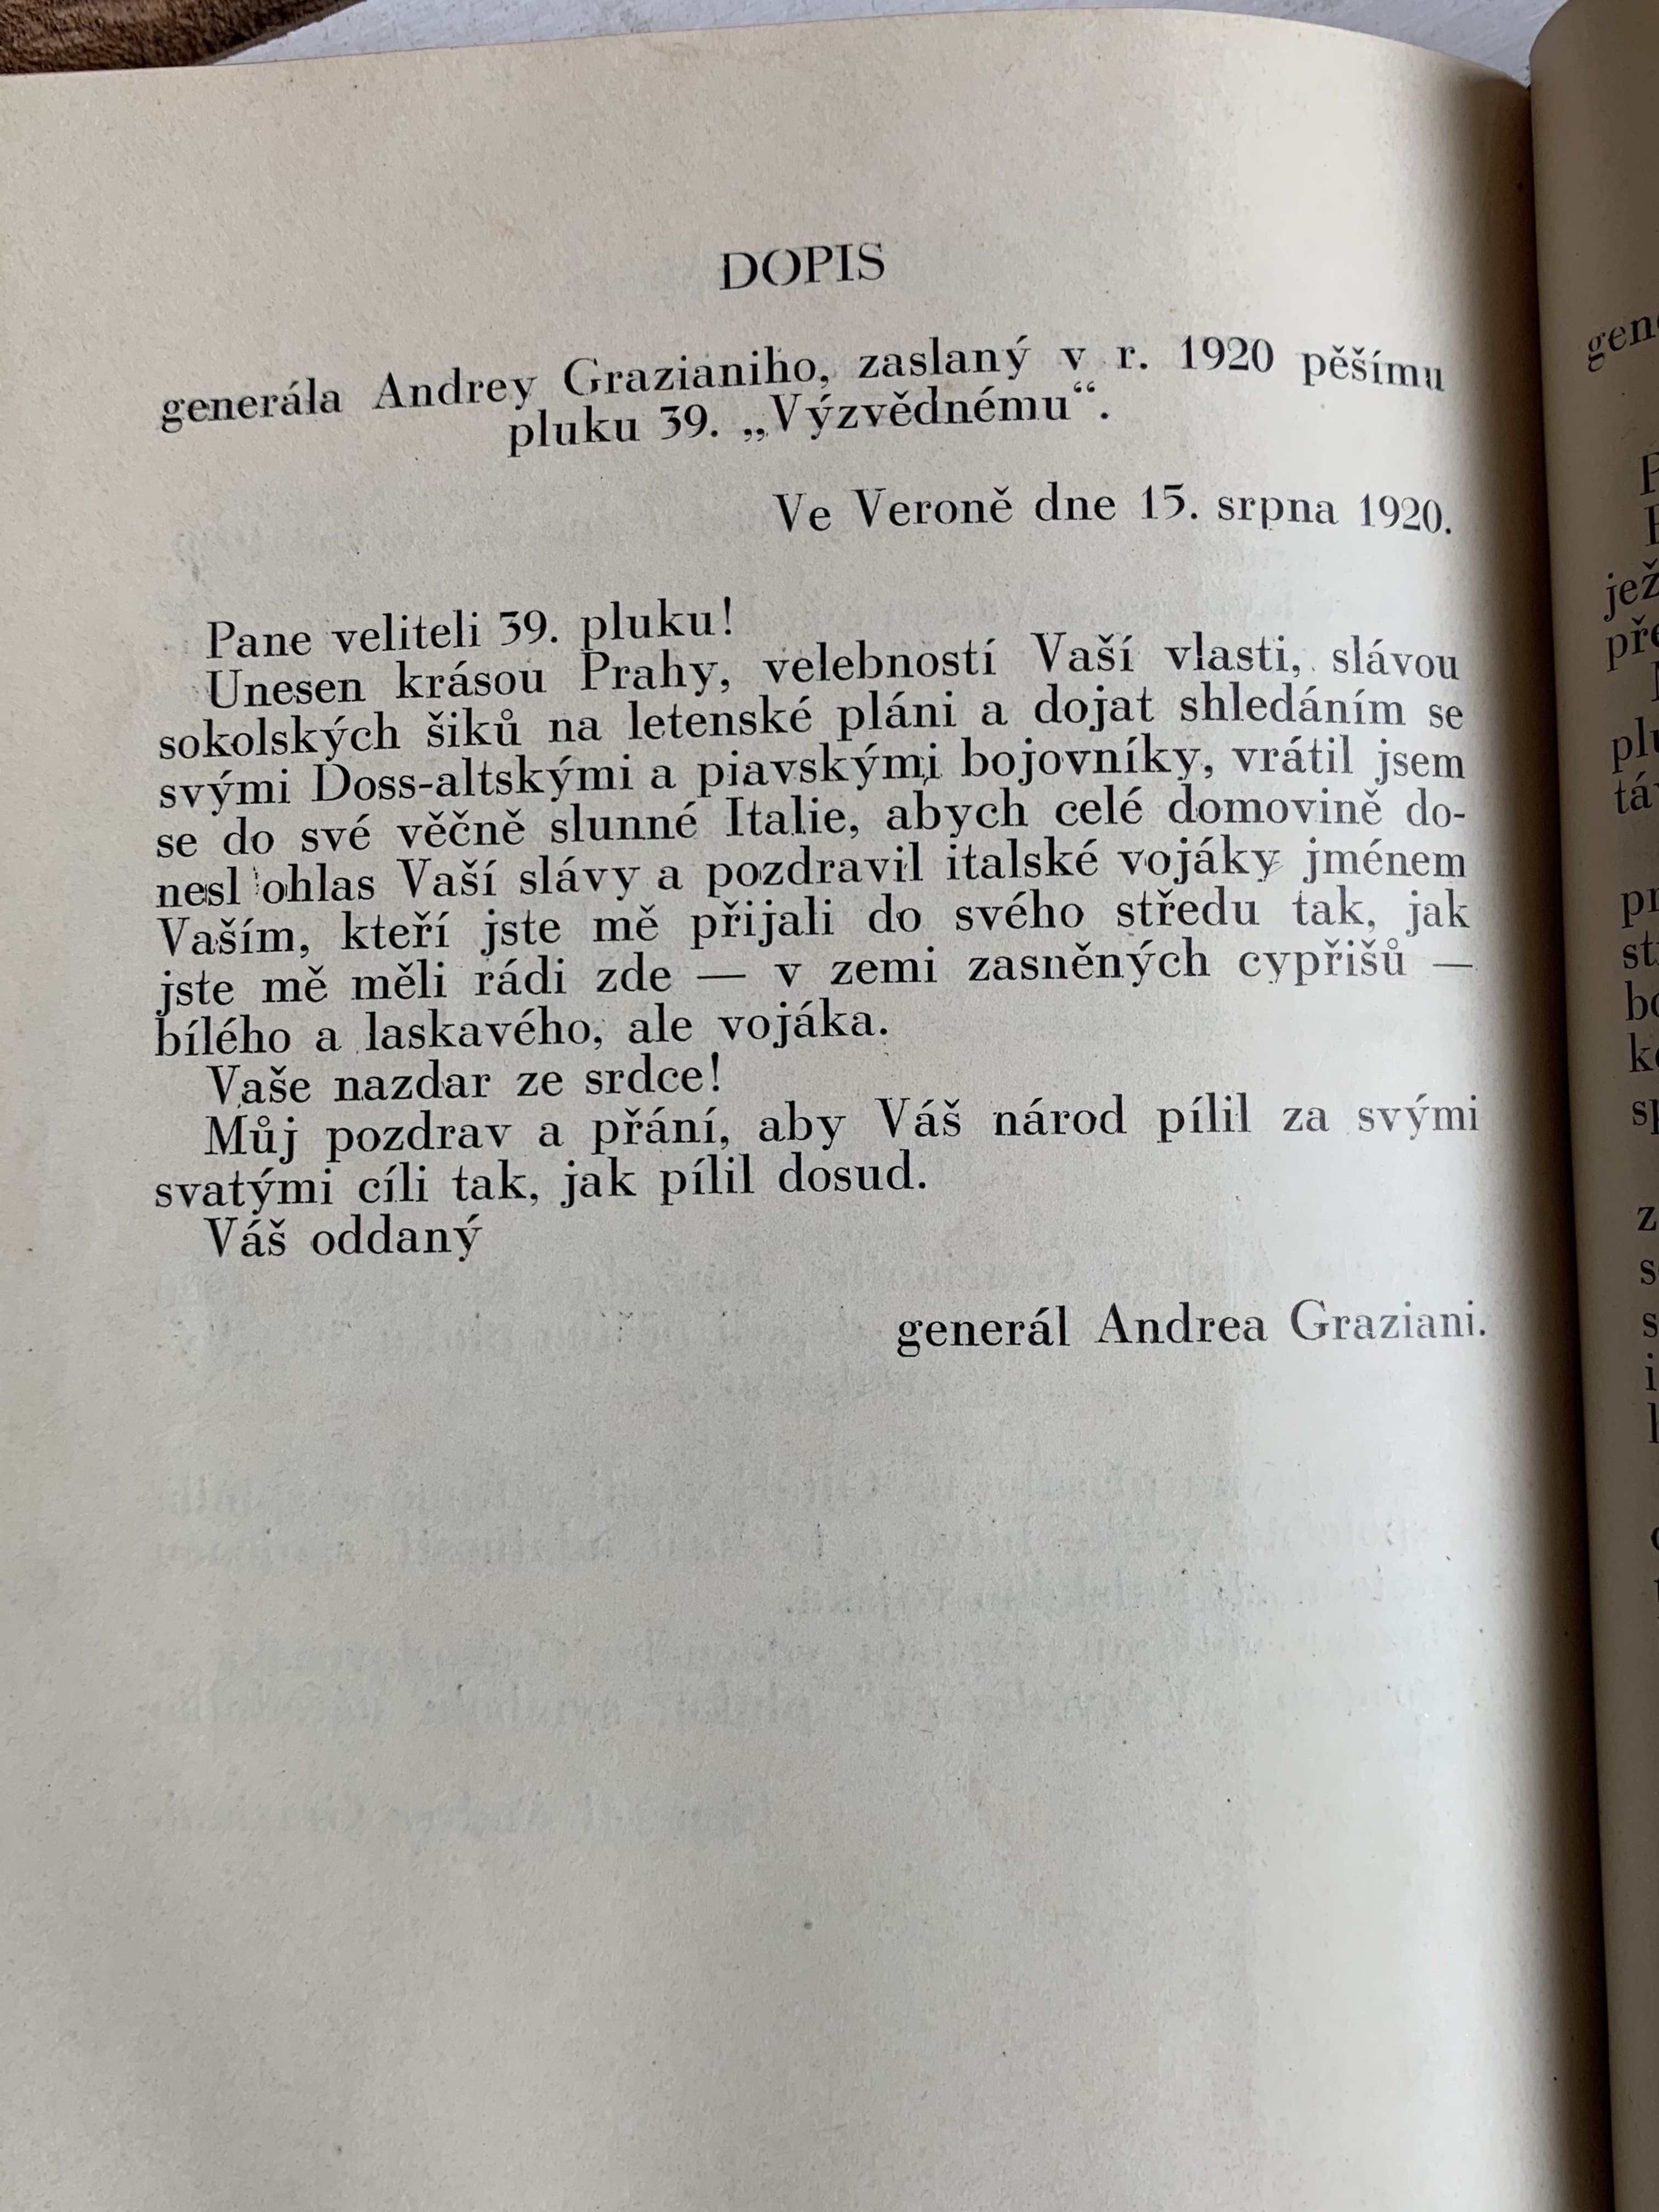 DOPIS
generála Andrey Grazianiho, zaslaný v r. 1920 pěšímu
pluku 39. „Výzvědnému“.
Ve Veroně dne 15. srpna 1920.
Pane veliteli 39. pluku!
Unesen krásou Prahy, velebností Vaší vlasti, slávou
sokolských šiků na letenské pláni a dojat shledáním se
svými Doss-altskými a piavskými bojovníky, vrátil jsem
se do své věčně slunné Italie, abych celé domovině do-
nesl ohlas Vaší slávy a pozdravil italské vojáky jménem
Vaším, kteří jste mě přijali do svého středu tak, jak
jste mě měli rádi zde — v zemi zasněných cypřišů —
bílého a laskavého, ale vojáka.
Vaše nazdar ze srdce!
Můj pozdrav a přání, aby Váš národ pílil za svými
svatými cíli tak, jak pílil dosud.
Váš oddaný
generál Andrea Graziani.